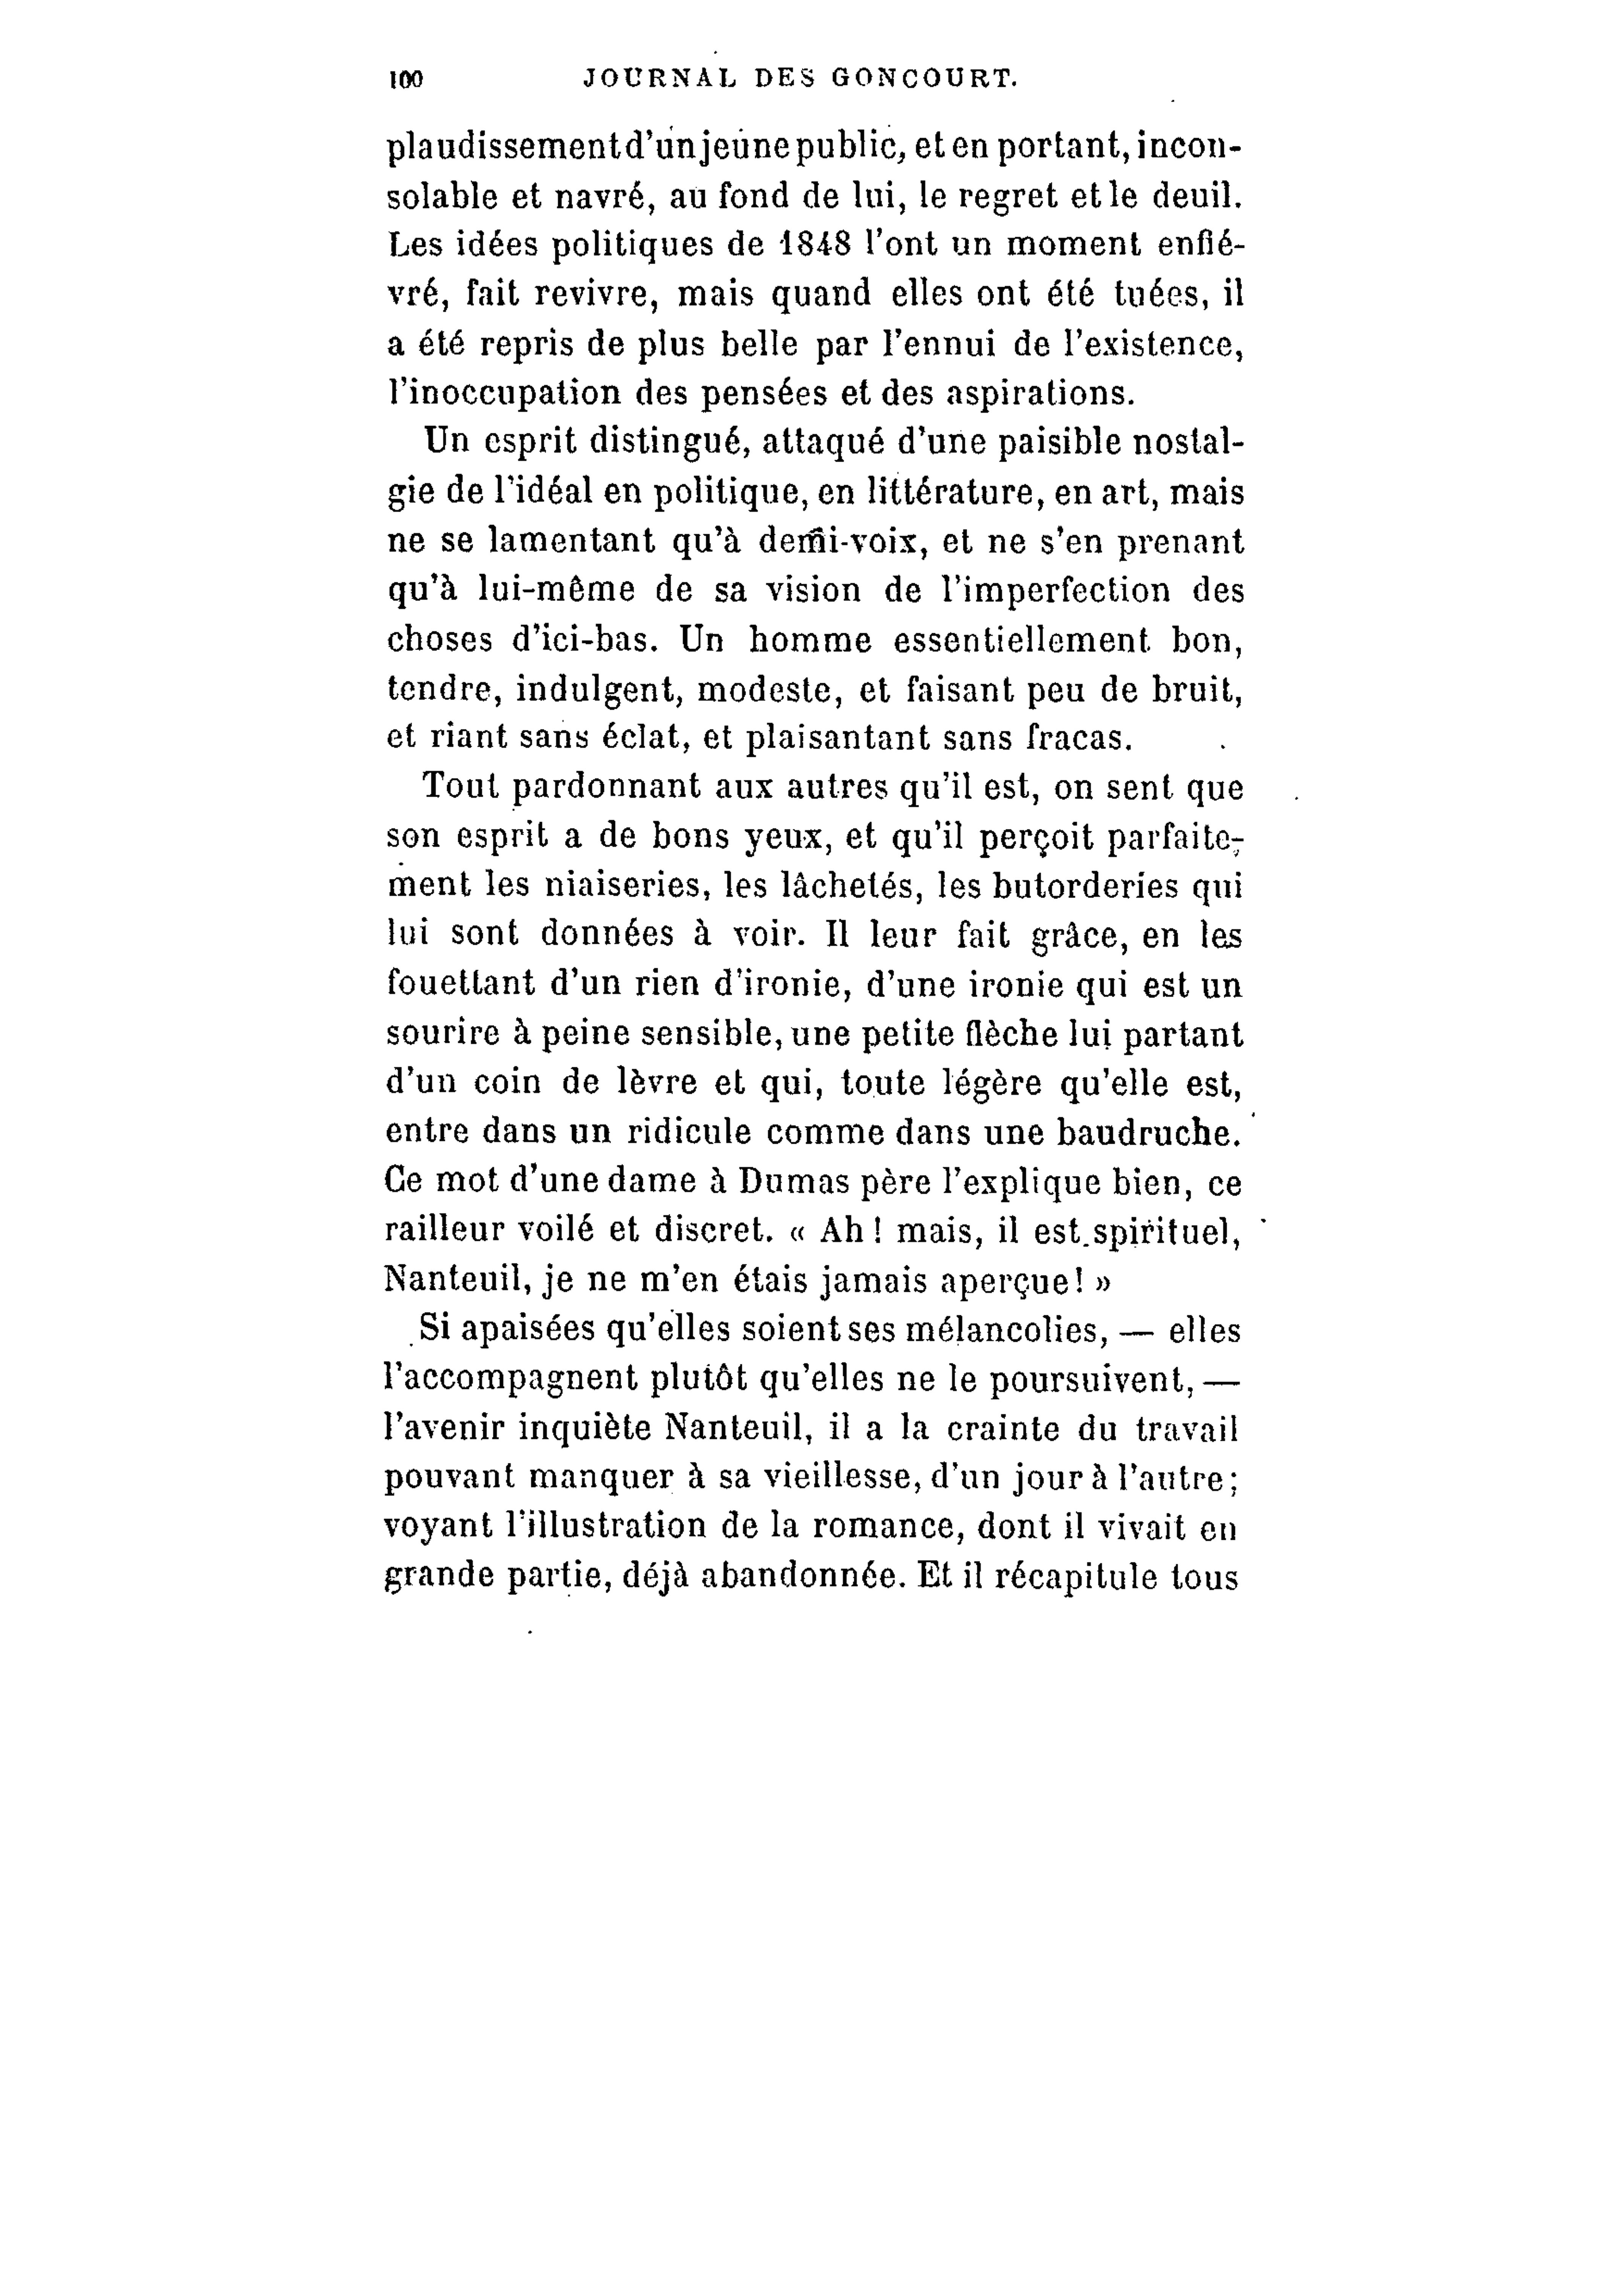 100 JOURNAL DES GONCOURT.
plaudissement d'un jeune public, et en portant, incon-
solable et navré, au fond de lui, le regret et le deuil.
Les idées politiques de 1848 l'ont un moment enfié-
vré, fait revivre, mais quand elles ont été tuées, il
a été repris de plus belle par l'ennui de l'existence,
l'inoccupation des pensées et des aspirations.
Un esprit distingué, attaqué d'une paisible nostal-
gie de l'idéal en politique, en littérature, en art, mais
ne se lamentant qu'à demi-voix, et ne s'en prenant
qu'à lui-même de sa vision de l'imperfection des
choses d'ici-bas. Un homme essentiellement bon,
tendre, indulgent, modeste, et faisant peu de bruit,
et riant sans éclat, et plaisantant sans fracas.
Tout pardonnant aux autres qu'il est, on sent que
son esprit a de bons yeux, et qu'il perçoit parfaite-
ment les niaiseries, les lâchetés, les butorderies qui
lui sont données à voir. Il leur fait grâce, en les
fouettant d'un rien d'ironie, d'une ironie qui est un
sourire à peine sensible, une petite flèche lui partant
d'un coin de lèvre et qui, toute légère qu'elle est,
entre dans un ridicule comme dans une baudruche.
Ce mot d'une dame à Dumas père l'explique bien, ce
railleur voilé et discret. « Ah ! mais, il est spirituel,
Nanteuil, je ne m'en étais jamais aperçue! »
Si apaisées qu'elles soient ses mélancolies, — elles
l'accompagnent plutôt qu'elles ne le poursuivent, —
l'avenir inquiète Nanteuil, il a la crainte du travail
pouvant manquer à sa vieillesse, d'un jour à l'autre;
voyant l'illustration de la romance, dont il vivait en
grande partie, déjà abandonnée. Et il récapitule tous